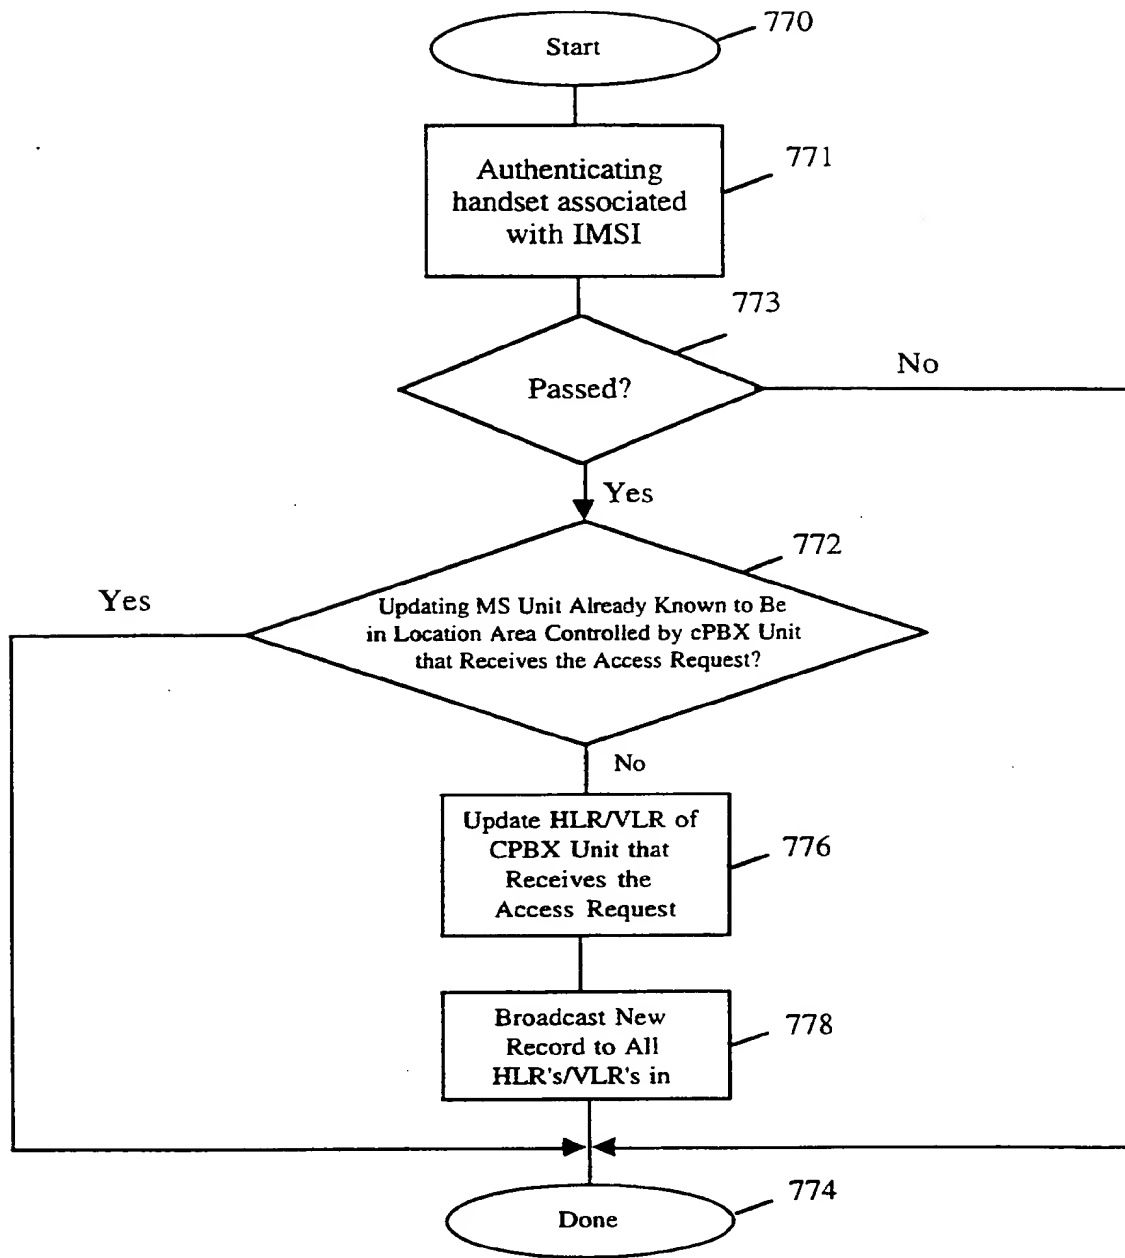 Start
770
Authenticating
handset associated
with IMSI
771
773
Passed?
No
Yes
772
Yes
Updating MS Unit Already Known to Be
in Location Area Controlled by cPBX Unit
that Receives the Access Request?
No
Update HLR/VLR of
CPBX Unit that
Receives the
Access Request
776
Broadcast New
Record to All
HLR's/VLR's in
778
774
Done